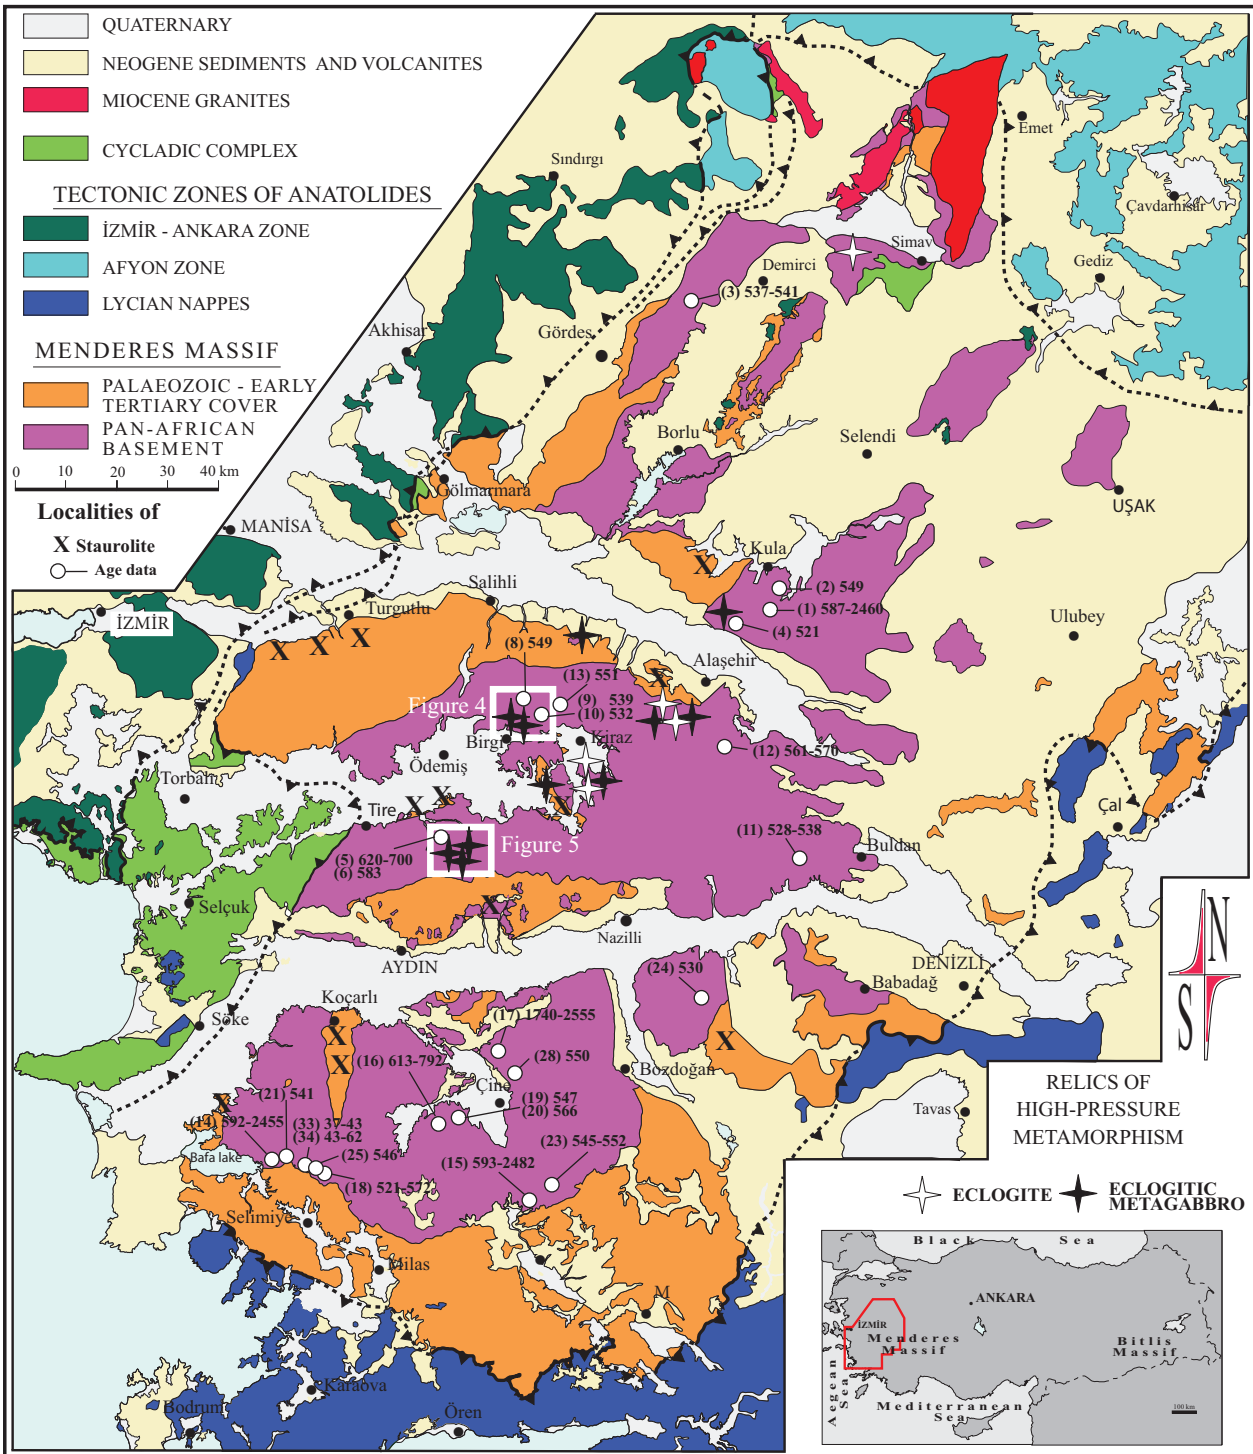 QUATERNARY
NEOGENE SEDIMENTS AND VOLCANITES
MIOCENE GRANITES
CYCLADIC COMPLEX
TECTONIC ZONES OF ANATOLIDES
İZMİR - ANKARA ZONE
AFYON ZONE
LYCIAN NAPPES
MENDERES MASSIF
PALAEOZOIC - EARLY
TERTIARY COVER
PAN-AFRICAN
BASEMENT
0 10 20 30 40 km
Localities of
X Staurolite
Age data
Emet
Sındırgı
Çavdarhisar
Simav
Gediz
Demirci
(3) 537-541
Akhisar
Gördes
Borlu
Selendi
Gölmarmara
UŞAK
MANİSA
X
Kula
Salihli
(2) 549
Turgutlu
(1) 587-2460
İZMİR
Ulubey
(4) 521
X X X
(8) 549
Alaşehir
X
(13) 551
Figure 4
(9) 539
(10) 532
Birgi
Kiraz
(12) 561-570
Ödemiş
Torbalı
X X X
Çal
Tire
(11) 528-538
Figure 5
Buldan
(5) 620-700
(6) 583
Selçuk
X
N
Nazilli
AYDIN
DENİZLİ
(24) 530
Babadağ
Koçarlı
Söke
(17) 1740-2555
S
X
X
X
(16) 613-792
(28) 550
Bozdoğan
RELICS OF
HIGH-PRESSURE
METAMORPHISM
Çine
(21) 541
(19) 547
(20) 566
Tavas
X
(14) 592-2455
(33) 37-43
(34) 43-62
(23) 545-552
Bafa lake
(25) 546
(15) 593-2482
(18) 521-572
ECLOGITE
ECLOGITIC
METAGABBRO
Selimiye
Milas
M
Karaova
Bodrum
Ören
Black Sea
ANKARA
İZMİR
Menderes
Massif
Bitlis
Massif
Aegean
Sea
Mediterranean
Sea
100 km